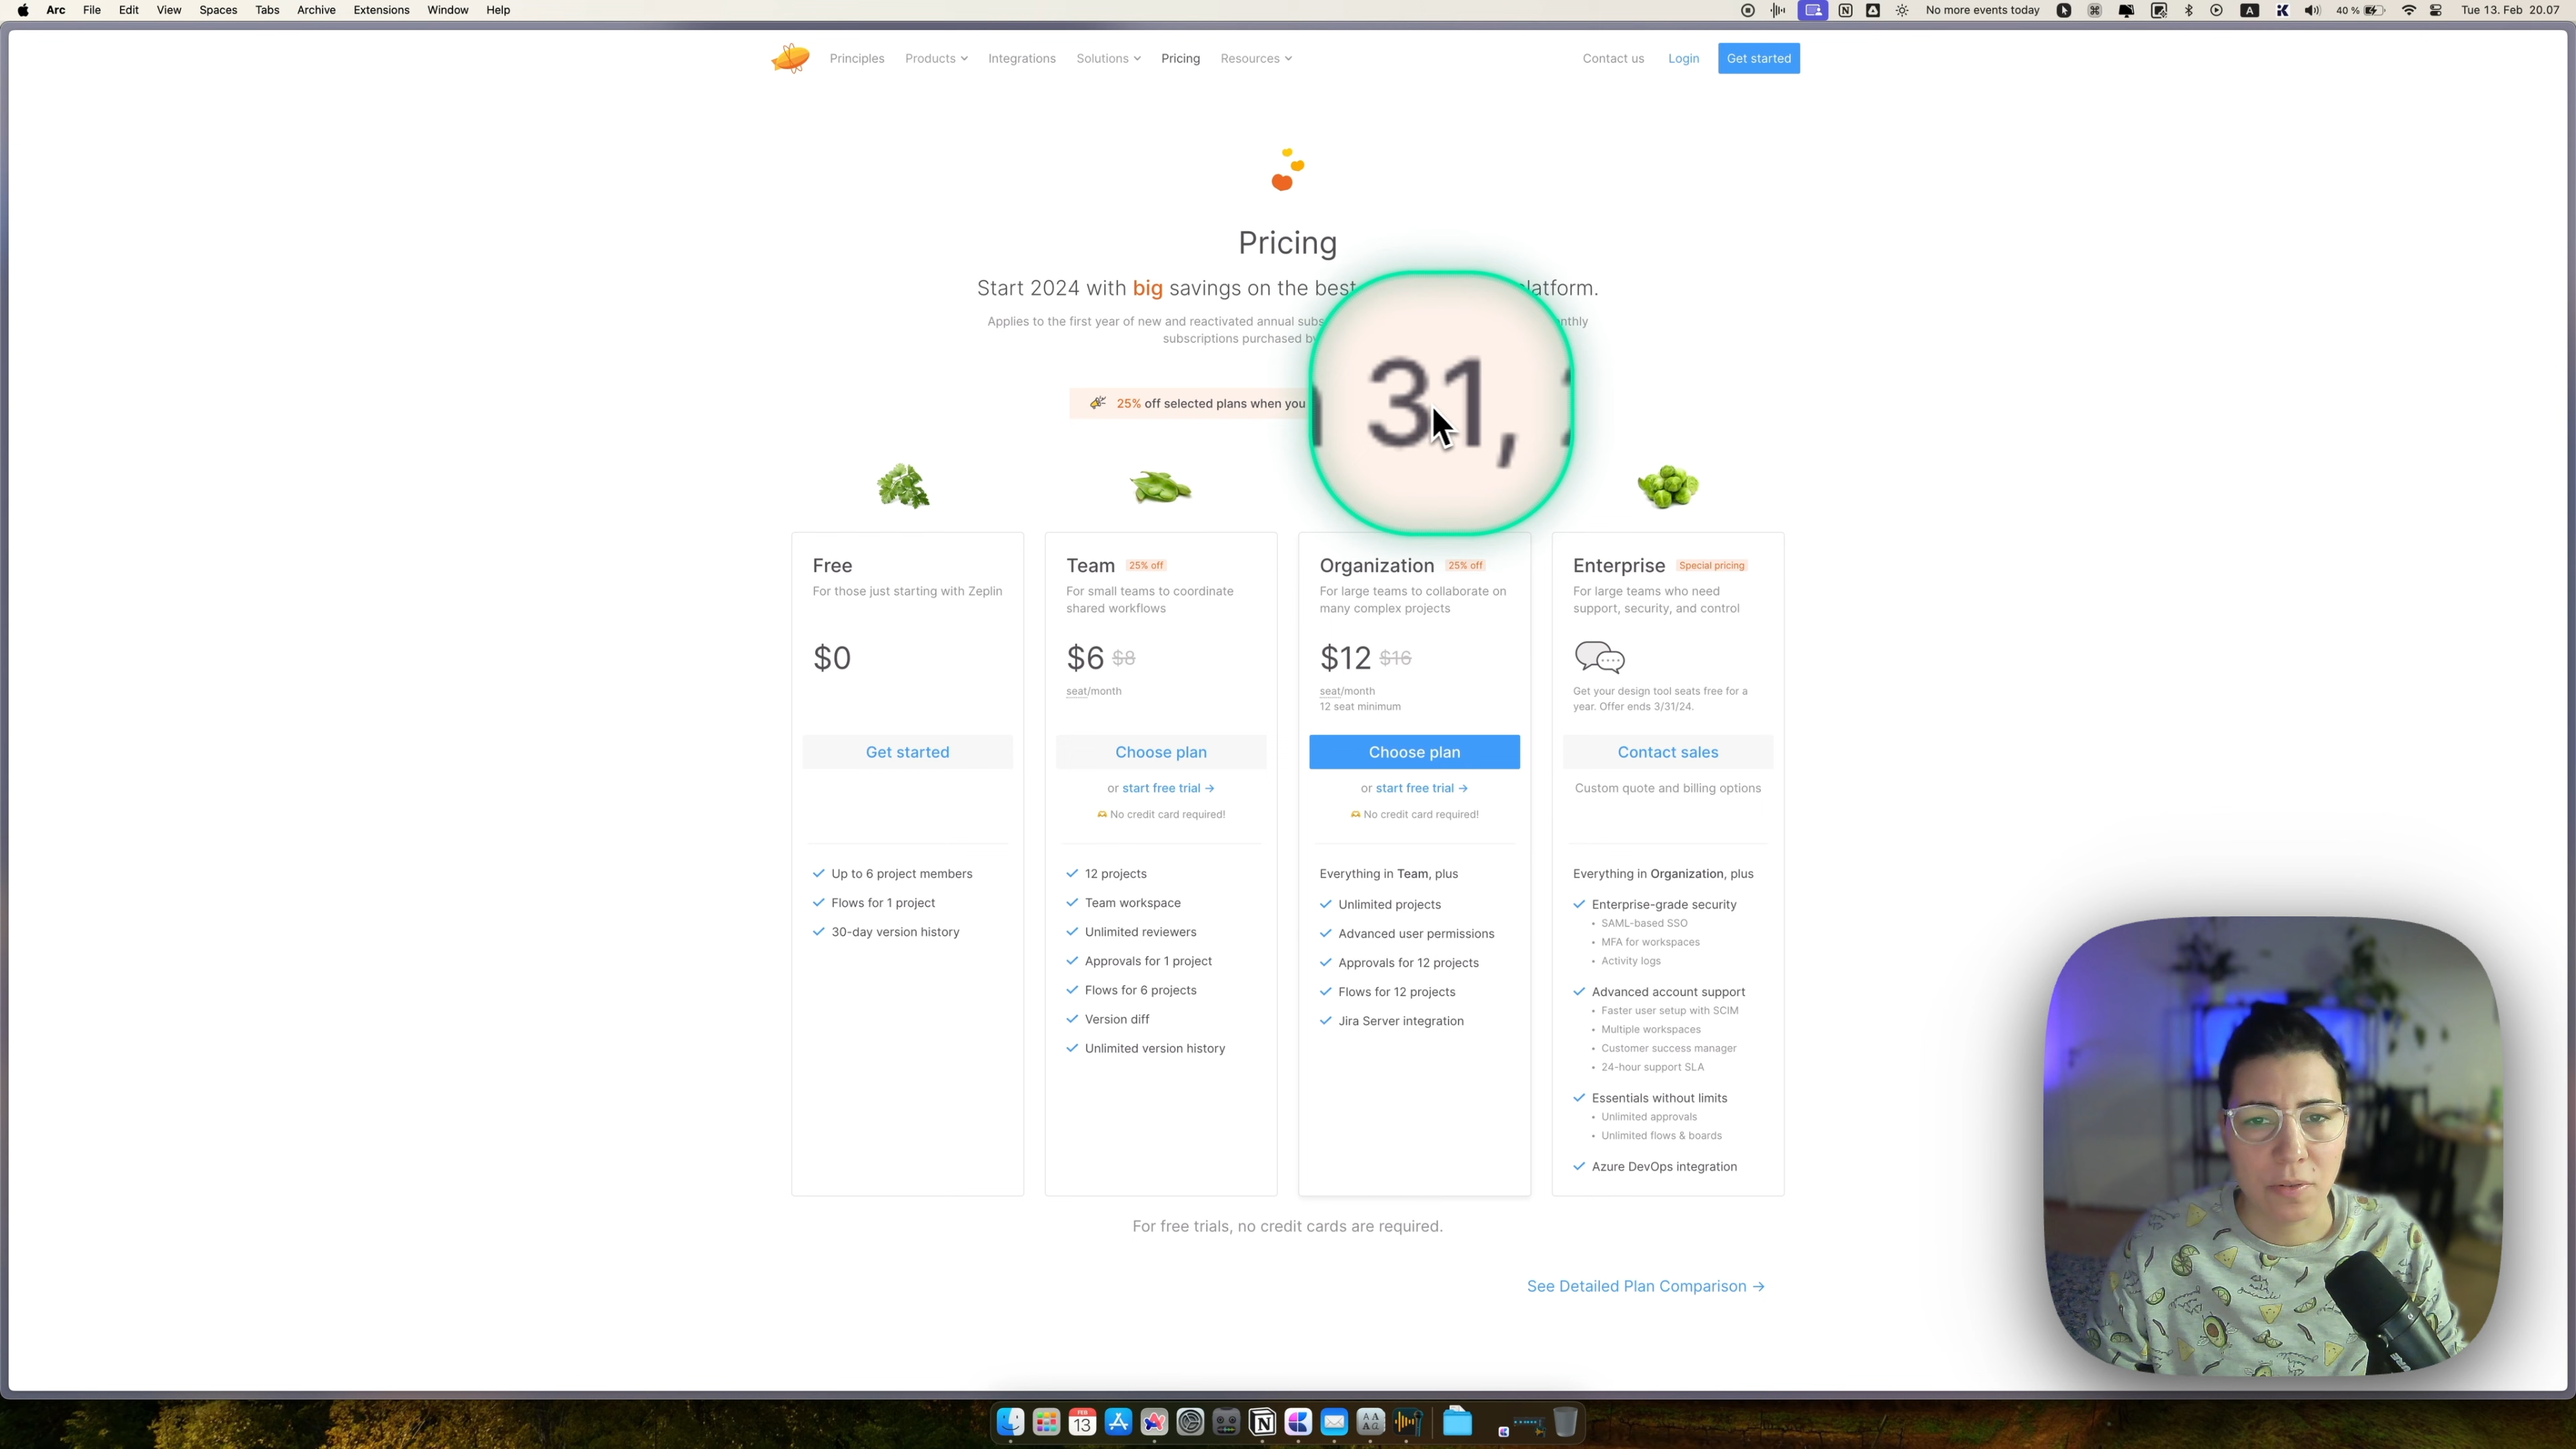 Arc File Edit View Spaces Tabs Archive Extensions Window Help
No more events today
40 %
Tue 13. Feb 20.07
Principles Products Integrations Solutions Pricing Resources
Contact us Login Get started
Pricing
Start 2024 with big savings on the best
latform.
Applies to the first year of new and reactivated annual subs
nthly
subscriptions purchased by
25% off selected plans when you
31,
Free
For those just starting with Zeplin
$0
Get started
Up to 6 project members
Flows for 1 project
30-day version history
Team 25% off
For small teams to coordinate
shared workflows
$6 $8
seat/month
Choose plan
or start free trial →
No credit card required!
12 projects
Team workspace
Unlimited reviewers
Approvals for 1 project
Flows for 6 projects
Version diff
Unlimited version history
Organization 25% off
For large teams to collaborate on
many complex projects
$12 $16
seat/month
12 seat minimum
Choose plan
or start free trial →
No credit card required!
Everything in Team, plus
Unlimited projects
Advanced user permissions
Approvals for 12 projects
Flows for 12 projects
Jira Server integration
Enterprise Special pricing
For large teams who need
support, security, and control
Get your design tool seats free for a
year. Offer ends 3/31/24.
Contact sales
Custom quote and billing options
Everything in Organization, plus
Enterprise-grade security
• SAML-based SSO
• MFA for workspaces
• Activity logs
Advanced account support
• Faster user setup with SCIM
• Multiple workspaces
• Customer success manager
• 24-hour support SLA
Essentials without limits
• Unlimited approvals
• Unlimited flows & boards
Azure DevOps integration
For free trials, no credit cards are required.
See Detailed Plan Comparison →
FEB
13